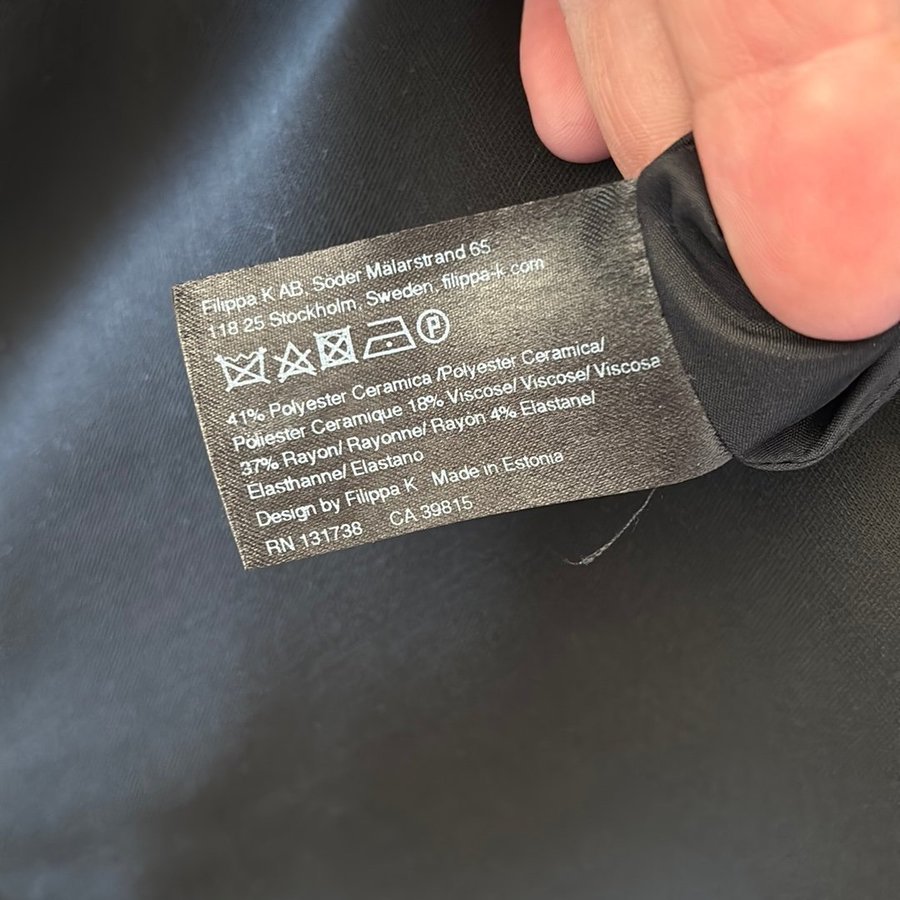 Filippa K AB, Söder Mälarstrand 65
118 25 Stockholm, Sweden, filippa-k.com
P
41% Polyester Ceramica /Polyester Ceramica/
Poliester Ceramique 18% Viscose/ Viscose/ Viscosa
37% Rayon/ Rayonne/ Rayon 4% Elastane/
Elasthanne/ Elastano
Design by Filippa K Made in Estonia
RN 131738 CA 39815